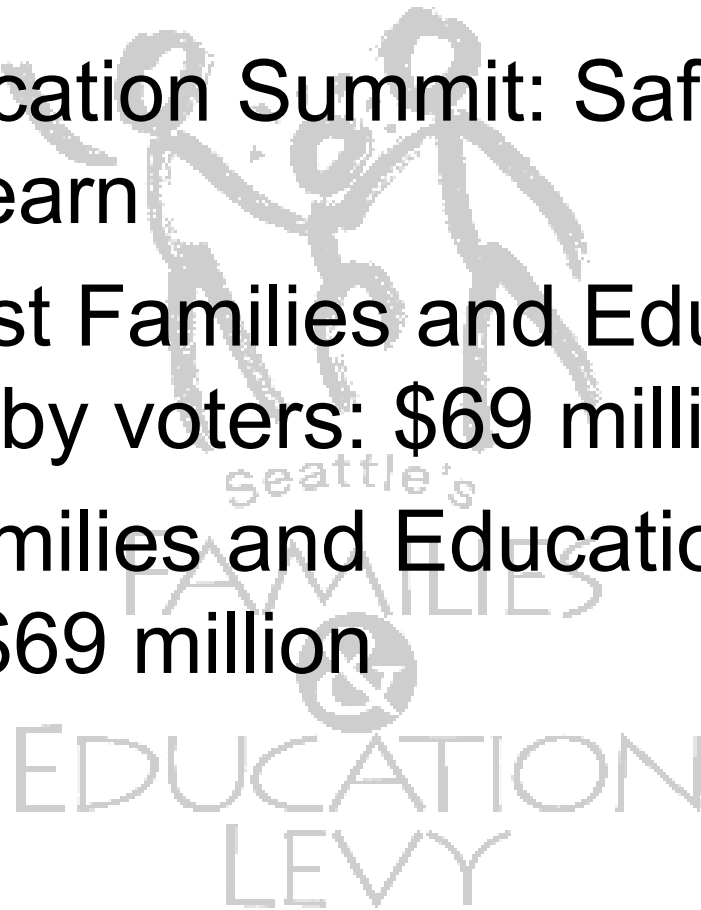 cation Summit: Saf
earn
st Families and Edu
by voters: $69 milli
Seattle's
milies and Educatio
FAMILIES
$69 million
&
EDUCATION
LEVY